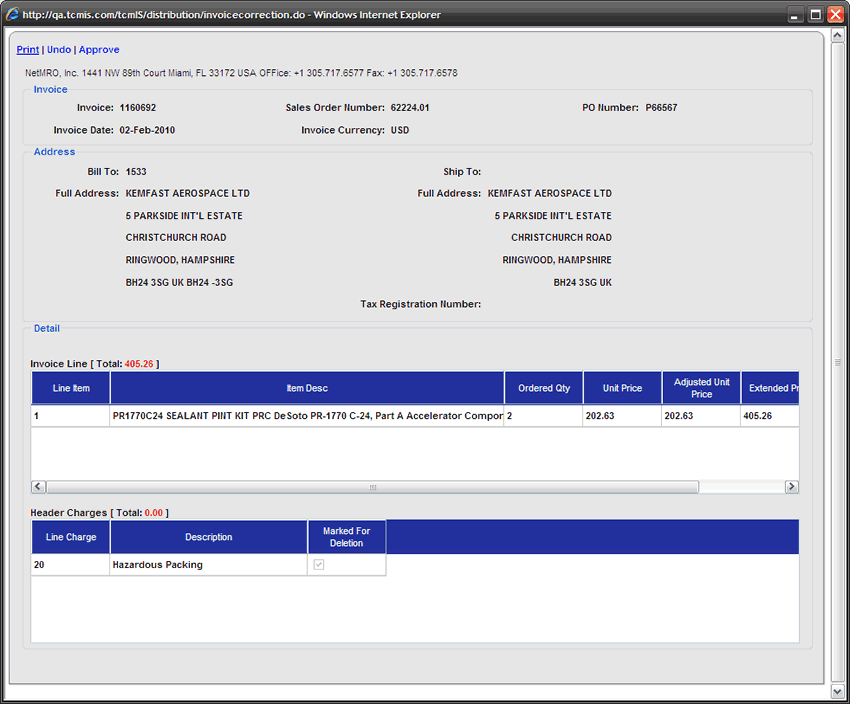 http://qa.tcmis.com/tcmIS/distribution/invoicecorrection.do - Windows Internet Explorer
Print | Undo | Approve
NetMRO, Inc. 1441 NW 89th Court Miami, FL 33172 USA OFFice: +1 305.717.6577 Fax: +1 305.717.6578
Invoice
Invoice: 1160692 Sales Order Number: 62224.01 PO Number: P66567
Invoice Date: 02-Feb-2010 Invoice Currency: USD
Address
Bill To: 1533 Ship To:
Full Address: KEMFAST AEROSPACE LTD Full Address: KEMFAST AEROSPACE LTD
5 PARKSIDE INT'L ESTATE 5 PARKSIDE INT'L ESTATE
CHRISTCHURCH ROAD CHRISTCHURCH ROAD
RINGWOOD, HAMPSHIRE RINGWOOD, HAMPSHIRE
BH24 3SG UK BH24 -3SG BH24 3SG UK
Tax Registration Number:
Detail
Invoice Line [ Total: 405.26 ]
Line Item Item Desc Ordered Qty Unit Price Adjusted Unit Price Extended Pr
1 PR1770C24 SEALANT PINT KIT PRC DeSoto PR-1770 C-24, Part A Accelerator Compor 2 202.63 202.63 405.26
Header Charges [ Total: 0.00 ]
Line Charge Description Marked For Deletion
20 Hazardous Packing